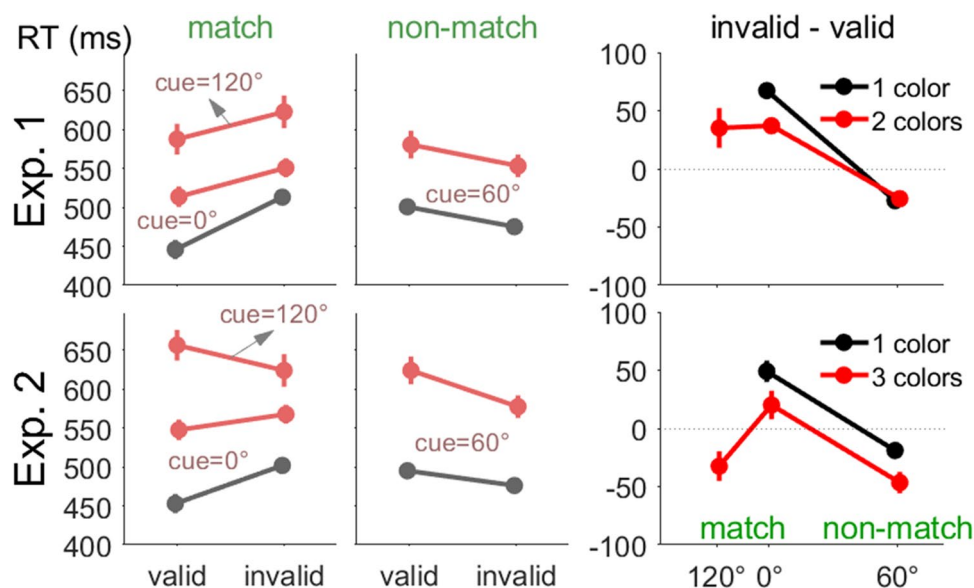 RT (ms)
match
non-match
invalid - valid
Exp. 1
650
600
550
500
450
400
cue=120°
cue=0°
cue=60°
100
50
0
-50
-100
1 color
2 colors
Exp. 2
650
600
550
500
450
400
cue=120°
cue=0°
valid
invalid
cue=60°
valid
invalid
100
50
0
-50
-100
1 color
3 colors
match
non-match
120°
0°
60°